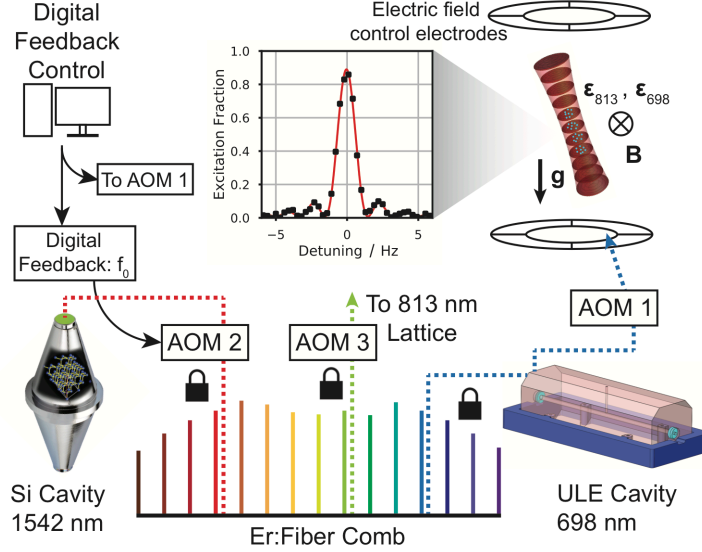 Digital
Feedback
Control
Electric field
control electrodes
To AOM 1
Digital
Feedback: f0
Excitation Fraction
1.0
0.8
0.6
0.4
0.2
0.0
−5
0
5
Detuning / Hz
ε813 , ε698
B
g
To 813 nm
Lattice
AOM 1
AOM 2
AOM 3
Si Cavity
1542 nm
ULE Cavity
698 nm
Er:Fiber Comb